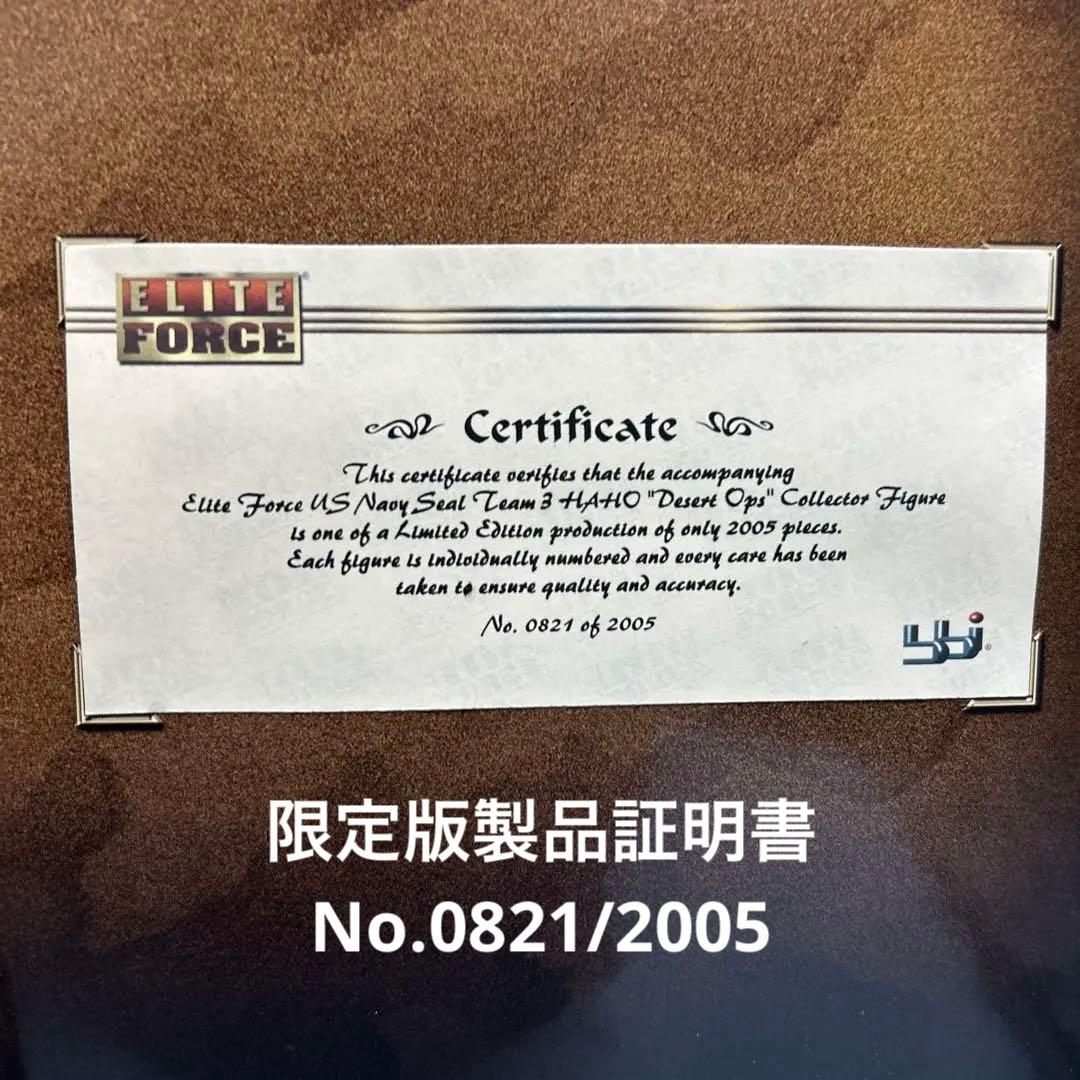 ELITE
FORCE
Certificate
This certificate verifies that the accompanying
Elite Force US Navy Seal Team 3 HAHO "Desert Ops" Collector Figure
is one of a Limited Edition production of only 2005 pieces.
Each figure is individually numbered and every care has been
taken to ensure quality and accuracy.
No. 0821 of 2005
bbi
限定版製品証明書
No.0821/2005